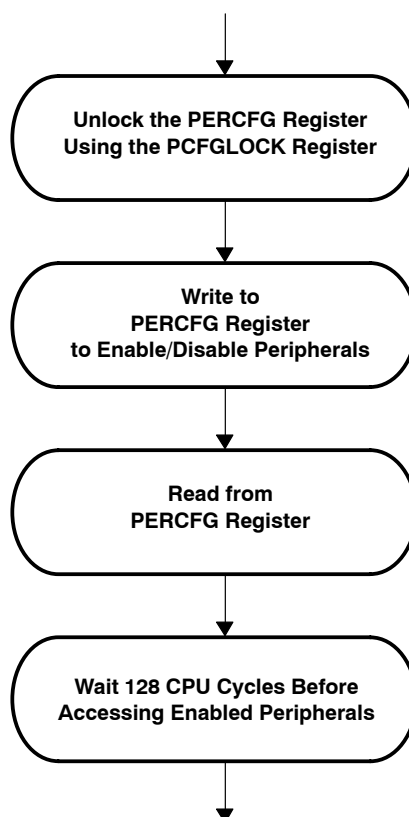 Unlock the PERCFG Register
Using the PCFGLOCK Register
Write to
PERCFG Register
to Enable/Disable Peripherals
Read from
PERCFG Register
Wait 128 CPU Cycles Before
Accessing Enabled Peripherals